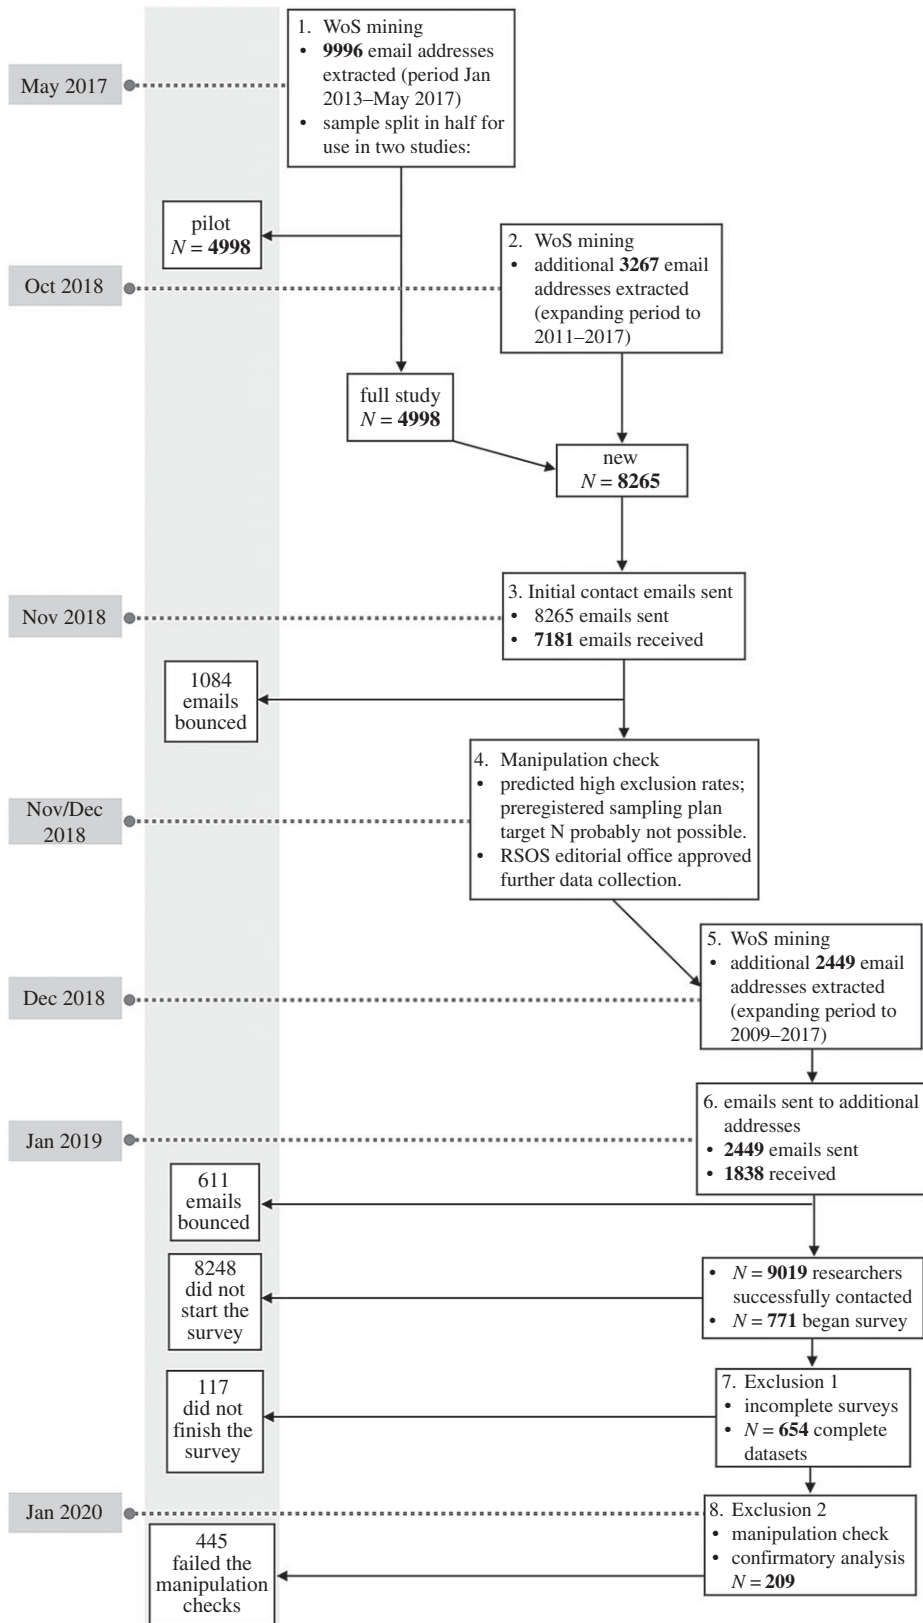 1. WoS mining
• 9996 email addresses
extracted (period Jan
2013–May 2017)
• sample split in half for
use in two studies:
May 2017
pilot
N = 4998
2. WoS mining
• additional 3267 email
addresses extracted
(expanding period to
2011–2017)
Oct 2018
full study
N = 4998
new
N = 8265
3. Initial contact emails sent
• 8265 emails sent
• 7181 emails received
Nov 2018
1084
emails
bounced
4. Manipulation check
• predicted high exclusion rates;
preregistered sampling plan
target N probably not possible.
• RSOS editorial office approved
further data collection.
Nov/Dec
2018
5. WoS mining
• additional 2449 email
addresses extracted
(expanding period to
2009–2017)
Dec 2018
6. emails sent to additional
addresses
• 2449 emails sent
• 1838 received
Jan 2019
611
emails
bounced
8248
did not
start the
survey
• N = 9019 researchers
successfully contacted
• N = 771 began survey
117
did not
finish the
survey
7. Exclusion 1
• incomplete surveys
• N = 654 complete
datasets
Jan 2020
8. Exclusion 2
• manipulation check
• confirmatory analysis
N = 209
445
failed the
manipulation
checks